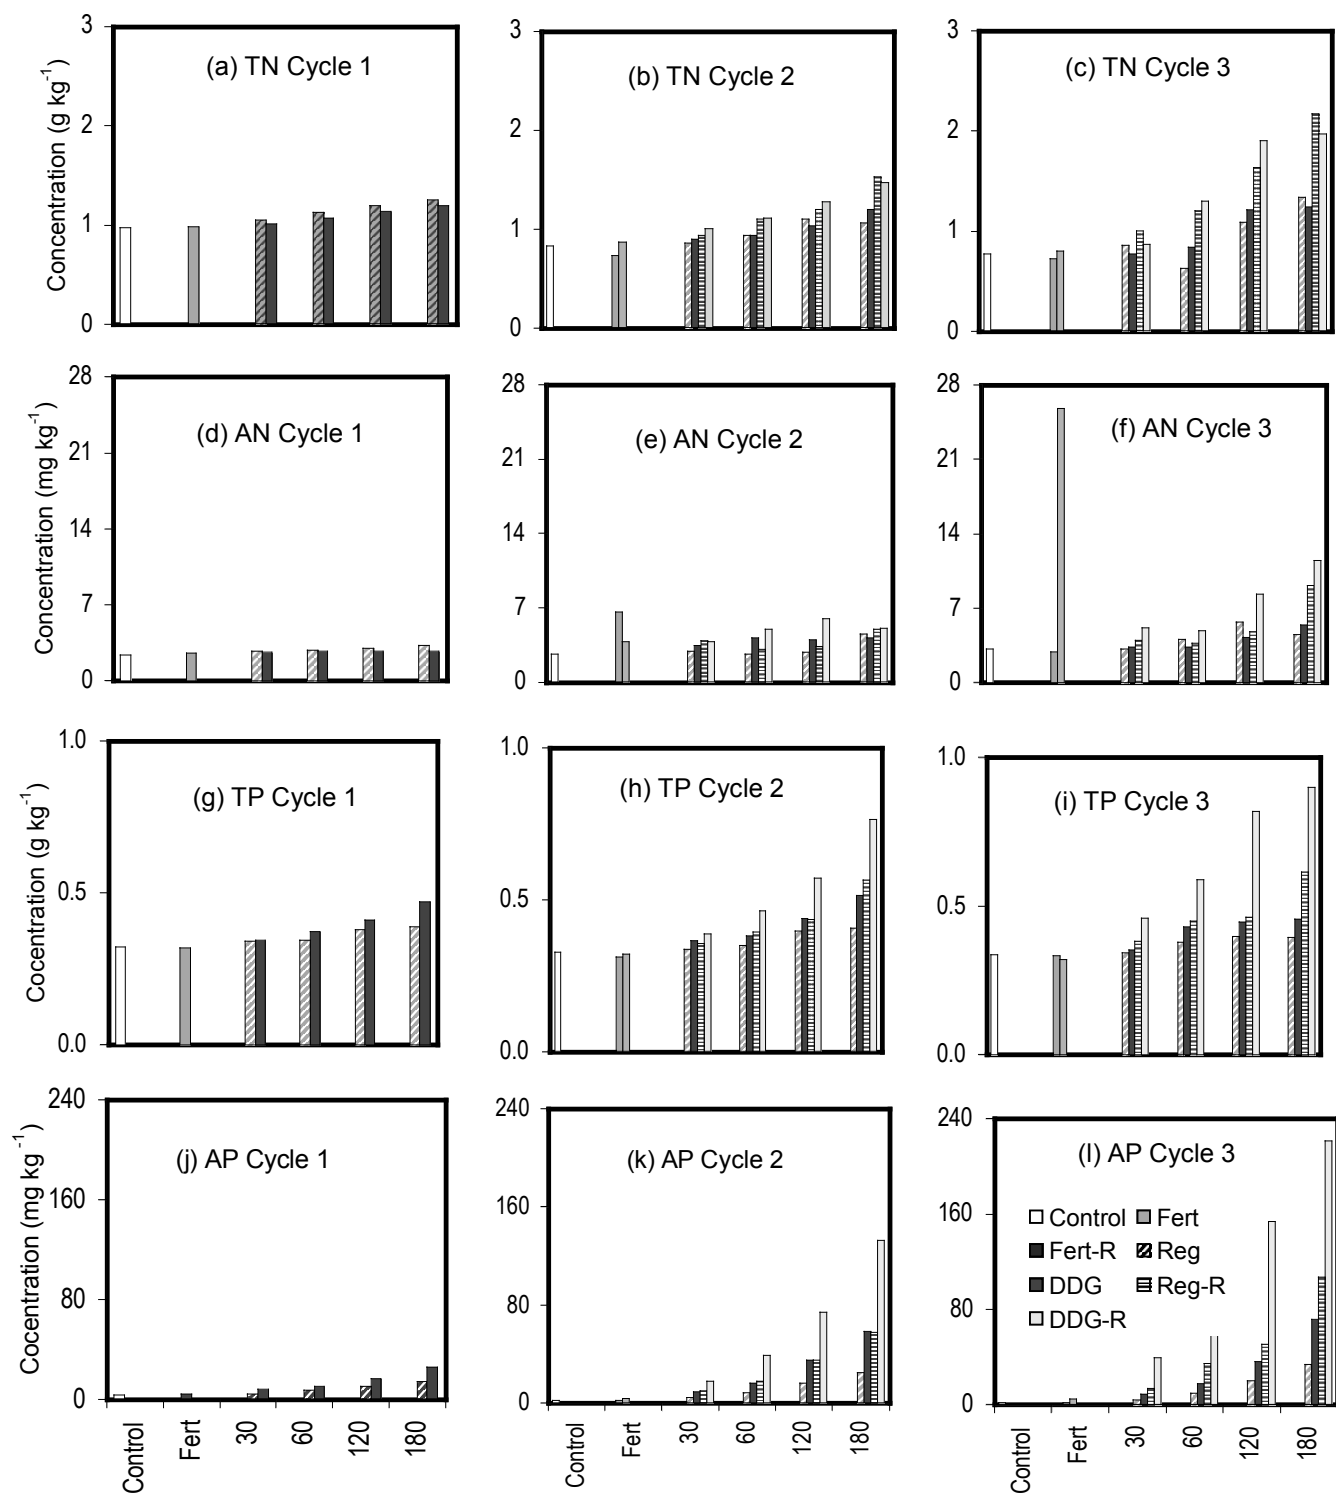 3
2
1
0
Concentration (g kg⁻¹)
(a) TN Cycle 1
3
2
1
0
(b) TN Cycle 2
3
2
1
0
(c) TN Cycle 3
28
21
14
7
0
Concentration (mg kg⁻¹)
(d) AN Cycle 1
28
21
14
7
0
(e) AN Cycle 2
28
21
14
7
0
(f) AN Cycle 3
1.0
0.5
0.0
Cocentration (g kg⁻¹)
(g) TP Cycle 1
1.0
0.5
0.0
(h) TP Cycle 2
1.0
0.5
0.0
(i) TP Cycle 3
240
160
80
0
Cocentration (mg kg⁻¹)
(j) AP Cycle 1
Control Fert 30 60 120 180
240
160
80
0
(k) AP Cycle 2
Control Fert 30 60 120 180
240
160
80
0
(l) AP Cycle 3
Control Fert
Fert-R Reg
DDG Reg-R
DDG-R
Control Fert 30 60 120 180